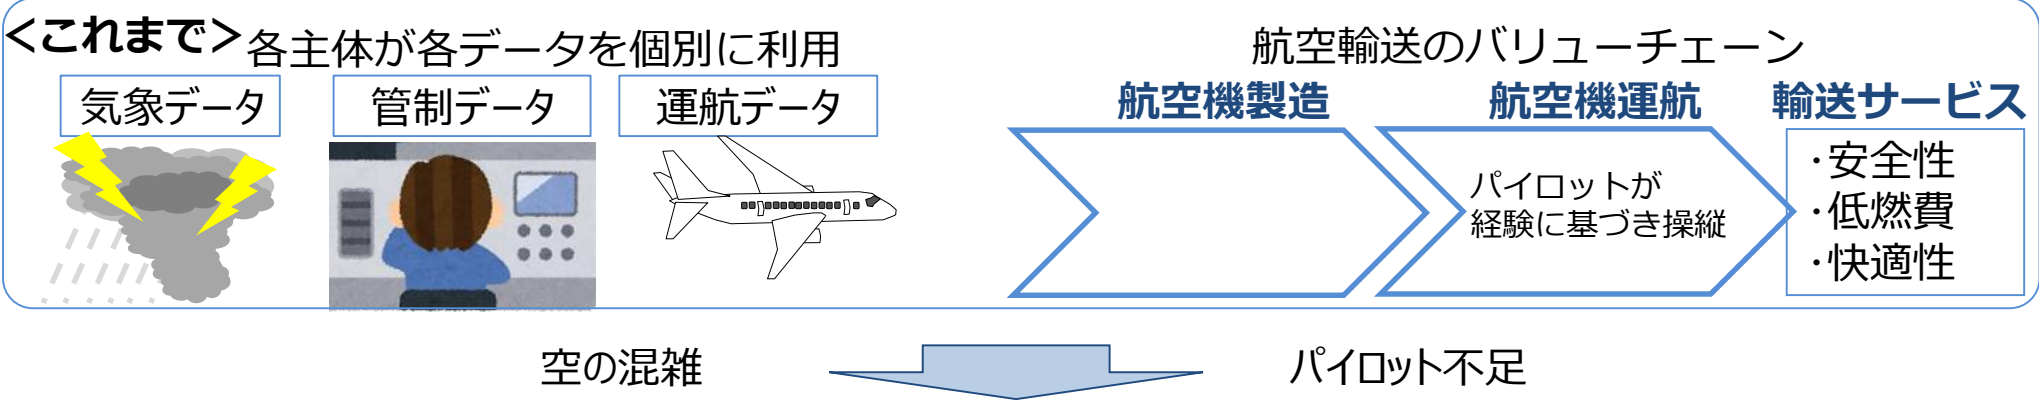 <これまで>
各主体が各データを個別に利用
気象データ
管制データ
運航データ
航空輸送のバリューチェーン
航空機製造
航空機運航
輸送サービス
パイロットが
経験に基づき操縦
・安全性
・低燃費
・快適性
空の混雑
パイロット不足